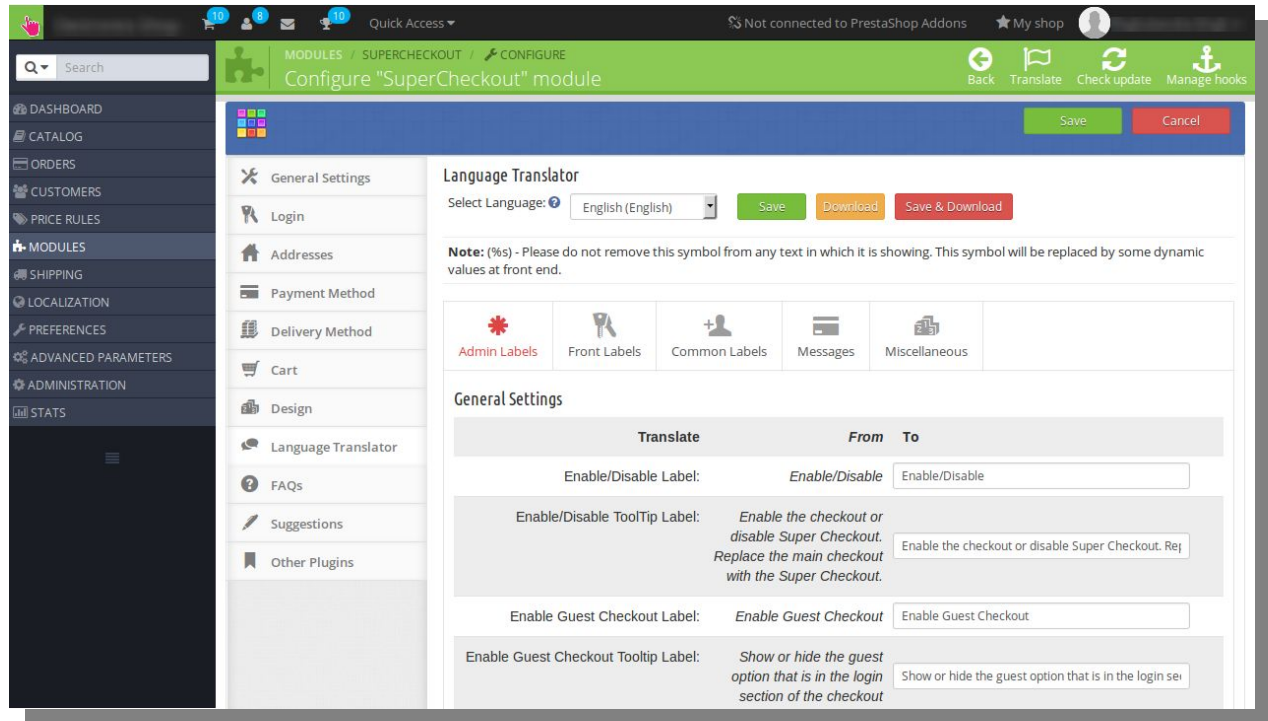 10
8
10
Quick Access
Not connected to PrestaShop Addons
My shop
Search
MODULES / SUPERCHECKOUT / CONFIGURE
Configure "SuperCheckout" module
Back
Translate
Check update
Manage hooks
DASHBOARD
CATALOG
ORDERS
CUSTOMERS
PRICE RULES
MODULES
SHIPPING
LOCALIZATION
PREFERENCES
ADVANCED PARAMETERS
ADMINISTRATION
STATS
Save
Cancel
General Settings
Login
Addresses
Payment Method
Delivery Method
Cart
Design
Language Translator
FAQs
Suggestions
Other Plugins
Language Translator
Select Language:
English (English)
Save
Download
Save & Download
Note: (%s) - Please do not remove this symbol from any text in which it is showing. This symbol will be replaced by some dynamic
values at front end.
Admin Labels
Front Labels
Common Labels
Messages
Miscellaneous
General Settings
Translate From To
Enable/Disable Label:
Enable/Disable
Enable/Disable
Enable/Disable ToolTip Label:
Enable the checkout or
disable Super Checkout.
Replace the main checkout
with the Super Checkout.
Enable the checkout or disable Super Checkout. Rep
Enable Guest Checkout Label:
Enable Guest Checkout
Enable Guest Checkout
Enable Guest Checkout Tooltip Label:
Show or hide the guest
option that is in the login
section of the checkout
Show or hide the guest option that is in the login sec